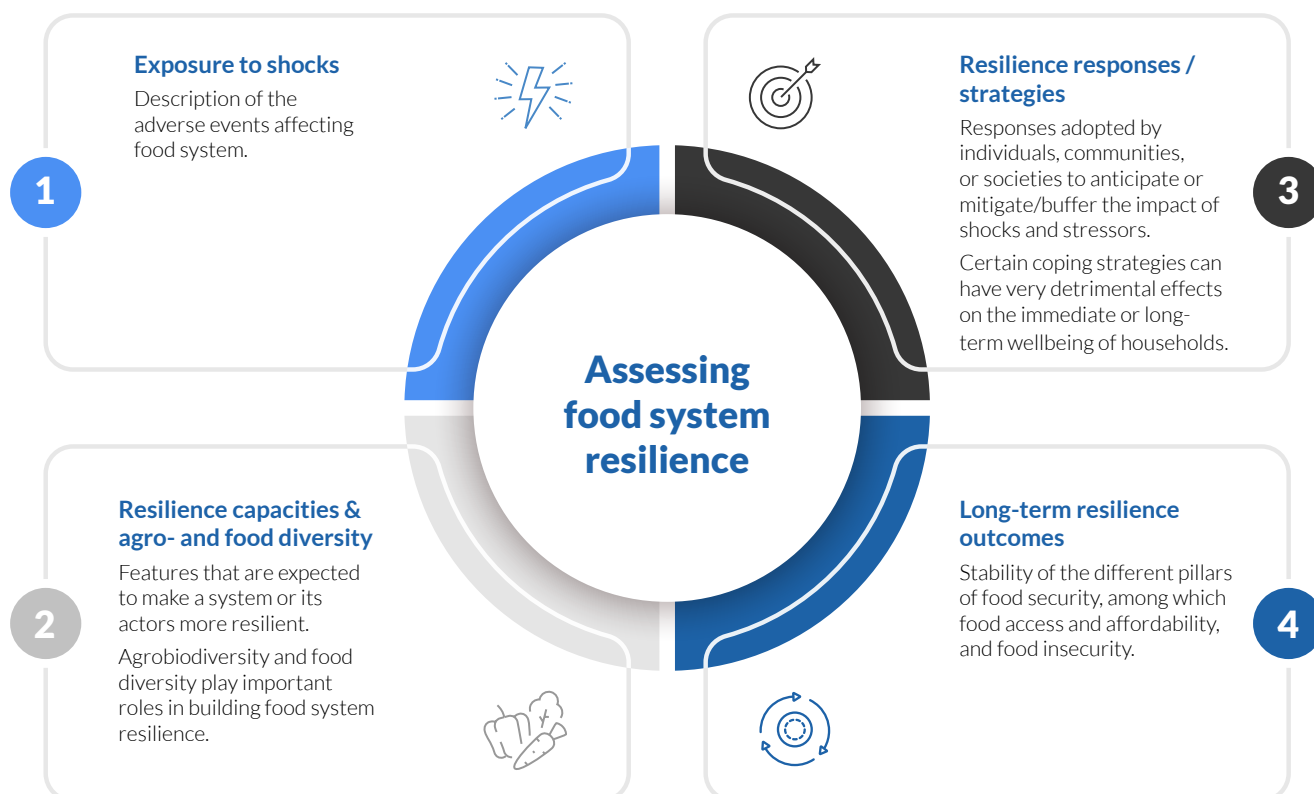 1
Exposure to shocks
Description of the
adverse events affecting
food system.
2
Resilience capacities &
agro- and food diversity
Features that are expected
to make a system or its
actors more resilient.
Agrobiodiversity and food
diversity play important
roles in building food system
resilience.
Assessing
food system
resilience
3
Resilience responses /
strategies
Responses adopted by
individuals, communities,
or societies to anticipate or
mitigate/buffer the impact of
shocks and stressors.
Certain coping strategies can
have very detrimental effects
on the immediate or long-
term wellbeing of households.
4
Long-term resilience
outcomes
Stability of the different pillars
of food security, among which
food access and affordability,
and food insecurity.